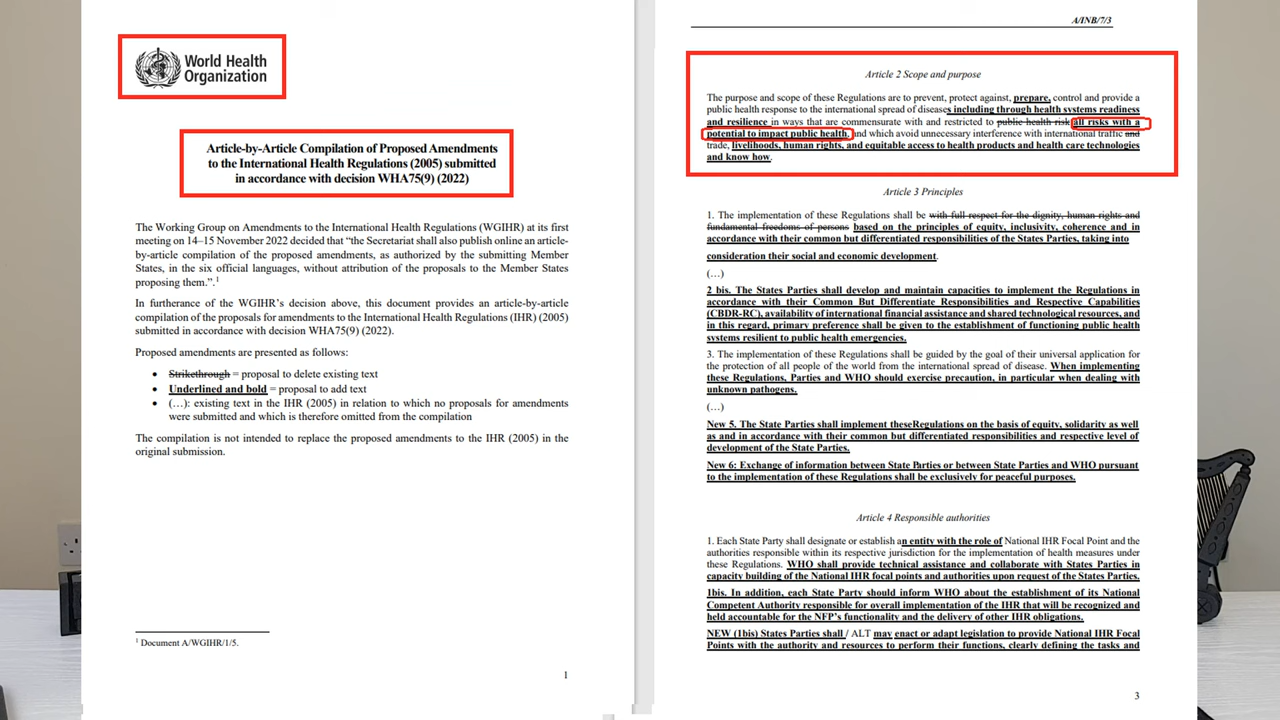 World Health
Organization
Article-by-Article Compilation of Proposed Amendments
to the International Health Regulations (2005) submitted
in accordance with decision WHA75(9) (2022)
The Working Group on Amendments to the International Health Regulations (WGIHR) at its first
meeting on 14–15 November 2022 decided that “the Secretariat shall also publish online an article-
by-article compilation of the proposed amendments, as authorized by the submitting Member
States, in the six official languages, without attribution of the proposals to the Member States
proposing them.”.1
In furtherance of the WGIHR’s decision above, this document provides an article-by-article
compilation of the proposals for amendments to the International Health Regulations (IHR) (2005)
submitted in accordance with decision WHA75(9) (2022).
Proposed amendments are presented as follows:
• Strikethrough = proposal to delete existing text
• Underlined and bold = proposal to add text
• (…): existing text in the IHR (2005) in relation to which no proposals for amendments
were submitted and which is therefore omitted from the compilation
The compilation is not intended to replace the proposed amendments to the IHR (2005) in the
original submission.
1 Document A/WGIHR/1/5.
1
A/INB/7/3
Article 2 Scope and purpose
The purpose and scope of these Regulations are to prevent, protect against, prepare, control and provide a
public health response to the international spread of diseases including through health systems readiness
and resilience in ways that are commensurate with and restricted to public health risk all risks with a
potential to impact public health, and which avoid unnecessary interference with international traffic and
trade, livelihoods, human rights, and equitable access to health products and health care technologies
and know how.
Article 3 Principles
1. The implementation of these Regulations shall be with full respect for the dignity, human rights and
fundamental freedoms of persons based on the principles of equity, inclusivity, coherence and in
accordance with their common but differentiated responsibilities of the States Parties, taking into
consideration their social and economic development.
(…)
2 bis. The States Parties shall develop and maintain capacities to implement the Regulations in
accordance with their Common But Differentiate Responsibilities and Respective Capabilities
(CBDR-RC), availability of international financial assistance and shared technological resources, and
in this regard, primary preference shall be given to the establishment of functioning public health
systems resilient to public health emergencies.
3. The implementation of these Regulations shall be guided by the goal of their universal application for
the protection of all people of the world from the international spread of disease. When implementing
these Regulations, Parties and WHO should exercise precaution, in particular when dealing with
unknown pathogens.
(…)
New 5. The State Parties shall implement theseRegulations on the basis of equity, solidarity as well
as and in accordance with their common but differentiated responsibilities and respective level of
development of the State Parties.
New 6: Exchange of information between State Parties or between State Parties and WHO pursuant
to the implementation of these Regulations shall be exclusively for peaceful purposes.
Article 4 Responsible authorities
1. Each State Party shall designate or establish an entity with the role of National IHR Focal Point and the
authorities responsible within its respective jurisdiction for the implementation of health measures under
these Regulations. WHO shall provide technical assistance and collaborate with States Parties in
capacity building of the National IHR focal points and authorities upon request of the States Parties.
1bis. In addition, each State Party should inform WHO about the establishment of its National
Competent Authority responsible for overall implementation of the IHR that will be recognized and
held accountable for the NFP’s functionality and the delivery of other IHR obligations.
NEW (1bis) States Parties shall / ALT may enact or adapt legislation to provide National IHR Focal
Points with the authority and resources to perform their functions, clearly defining the tasks and
3